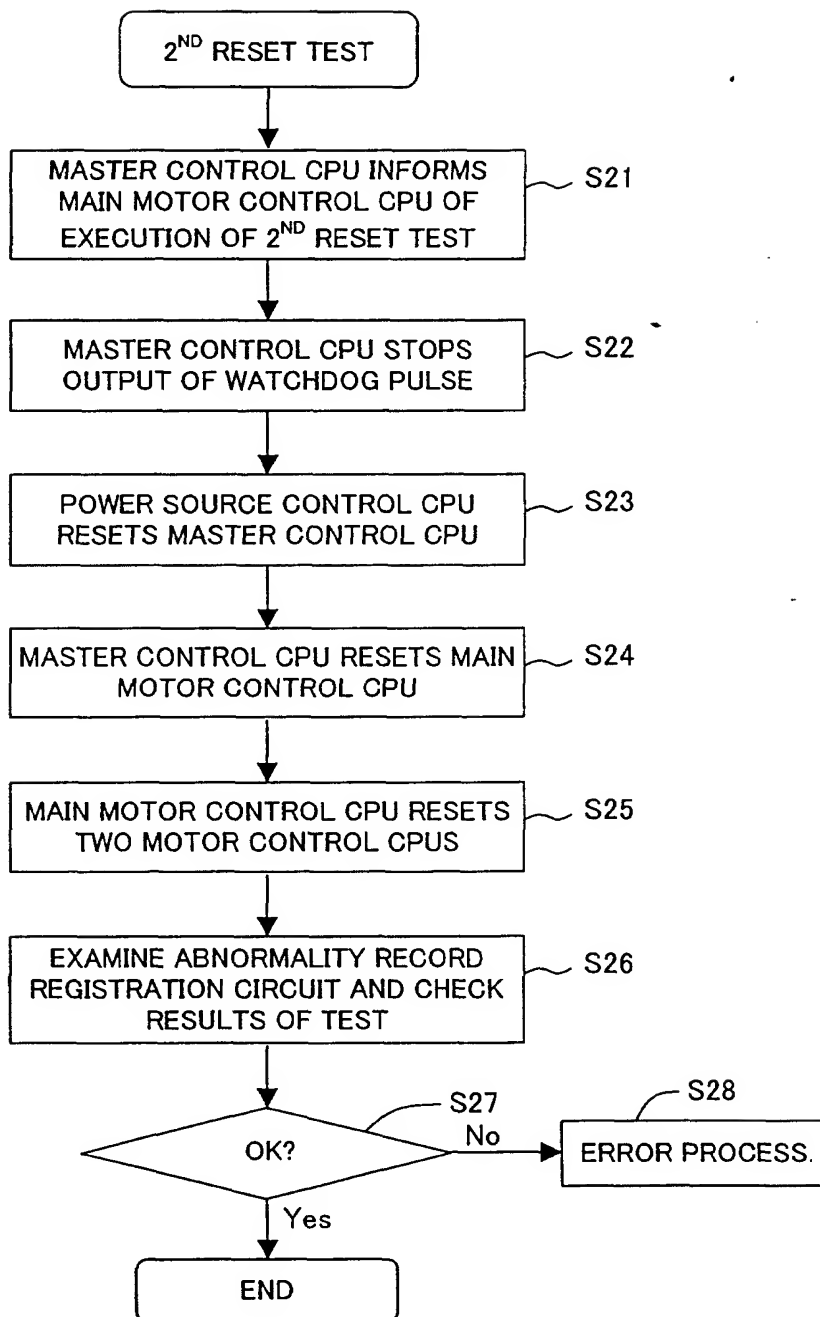 2ND RESET TEST
MASTER CONTROL CPU INFORMS
MAIN MOTOR CONTROL CPU OF
EXECUTION OF 2ND RESET TEST
S21
MASTER CONTROL CPU STOPS
OUTPUT OF WATCHDOG PULSE
S22
POWER SOURCE CONTROL CPU
RESETS MASTER CONTROL CPU
S23
MASTER CONTROL CPU RESETS MAIN
MOTOR CONTROL CPU
S24
MAIN MOTOR CONTROL CPU RESETS
TWO MOTOR CONTROL CPUS
S25
EXAMINE ABNORMALITY RECORD
REGISTRATION CIRCUIT AND CHECK
RESULTS OF TEST
S26
OK?
S27
No
S28
ERROR PROCESS.
Yes
END